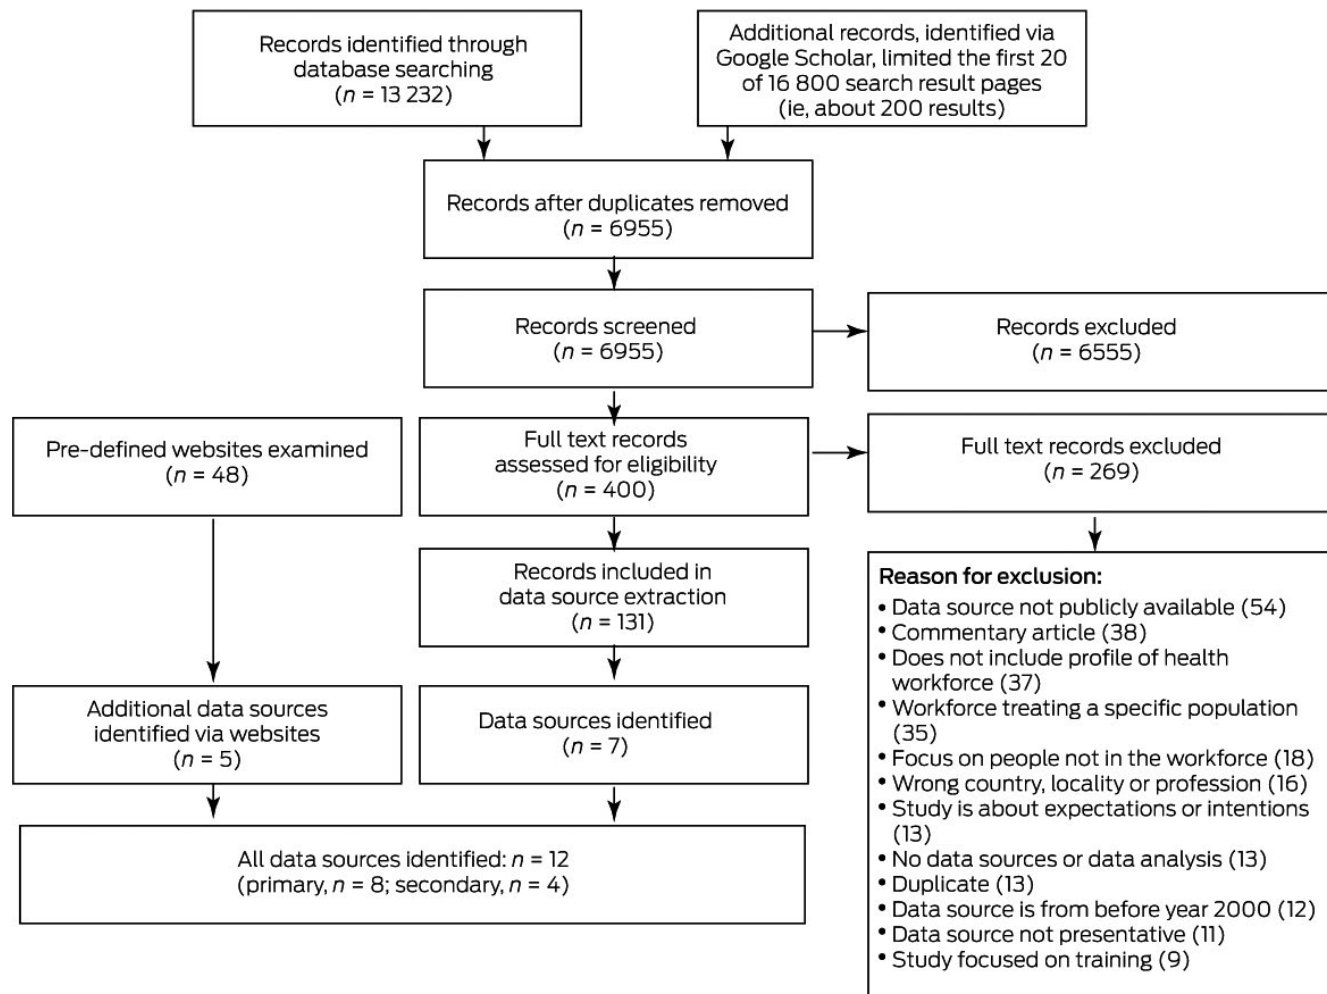 Records identified through
database searching
(n = 13 232)
Additional records, identified via
Google Scholar, limited the first 20
of 16 800 search result pages
(ie, about 200 results)
Records after duplicates removed
(n = 6955)
Records screened
(n = 6955)
Records excluded
(n = 6555)
Pre-defined websites examined
(n = 48)
Full text records
assessed for eligibility
(n = 400)
Full text records excluded
(n = 269)
Records included in
data source extraction
(n = 131)
Reason for exclusion:
• Data source not publicly available (54)
• Commentary article (38)
• Does not include profile of health
workforce (37)
• Workforce treating a specific population
(35)
• Focus on people not in the workforce (18)
• Wrong country, locality or profession (16)
• Study is about expectations or intentions
(13)
• No data sources or data analysis (13)
• Duplicate (13)
• Data source is from before year 2000 (12)
• Data source not presentative (11)
• Study focused on training (9)
Additional data sources
identified via websites
(n = 5)
Data sources identified
(n = 7)
All data sources identified: n = 12
(primary, n = 8; secondary, n = 4)